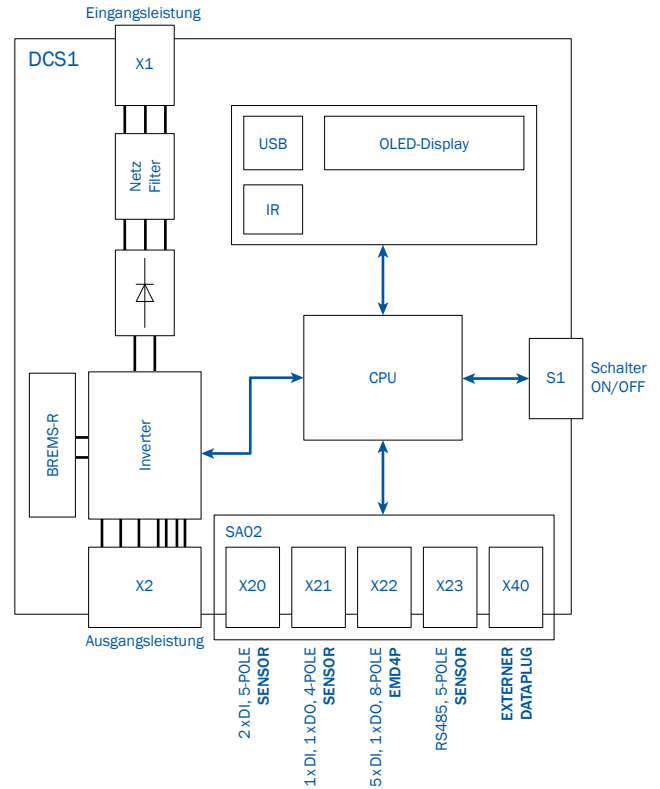 Eingangsleistung
DCS1
X1
USB
OLED-Display
Netz
Filter
IR
CPU
S1
Schalter
ON/OFF
BREMS-R
Inverter
SA02
X2
X20
X21
X22
X23
X40
Ausgangsleistung
2 x DI, 5-POLE
SENSOR
1 x DI, 1 x DO, 4-POLE
SENSOR
5 x DI, 1 x DO, 8-POLE
EMD4P
RS485, 5-POLE
SENSOR
EXTERNER
DATAPLUG